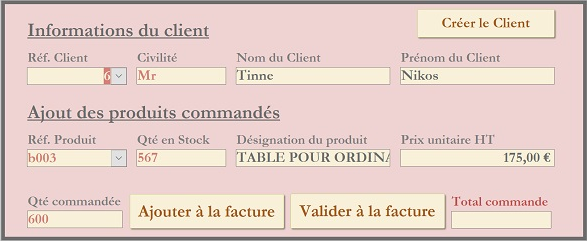 Informations du client
Créer le Client
Réf. Client Civilité Nom du Client Prénom du Client
6 Mr Tinne Nikos
Ajout des produits commandés
Réf. Produit Qté en Stock Désignation du produit Prix unitaire HT
b003 567 TABLE POUR ORDINA 175,00 €
Qté commandée Ajouter à la facture Valider à la facture Total commande
600